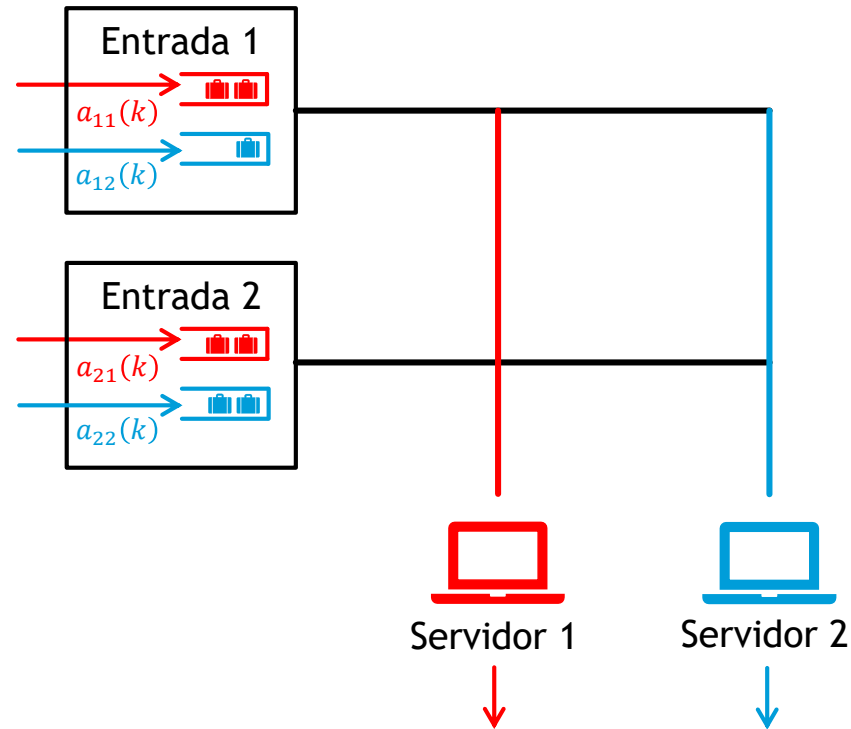 Entrada 1
a₁₁(k)
a₁₂(k)
Entrada 2
a₂₁(k)
a₂₂(k)
Servidor 1
Servidor 2